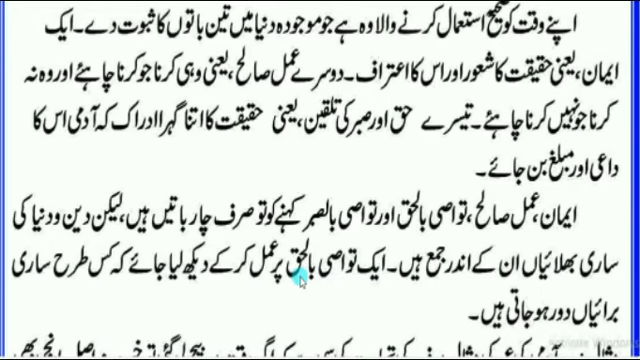 اپنے وقت کو صحیح استعمال کرنے والا وہ ہے جو موجودہ دنیا میں تین باتوں کا ثبوت دے۔ ایک
ایمان، یعنی حقیقت کا شعور اور اس کا اعتراف۔ دوسرے عمل صالح، یعنی وہی کرنا جو کرنا چاہئے اور وہ نہ
کرنا جو نہیں کرنا چاہئے۔ تیسرے حق اور صبر کی تلقین، یعنی حقیقت کا اتنا گہرا ادراک کہ آدمی اس کا
داعی اور مبلغ بن جائے۔
ایمان، عمل صالح، تواصی بالحق اور تواصی بالصبر کہنے کو تو صرف چار باتیں ہیں، لیکن دین و دنیا کی
ساری بھلائیاں ان کے اندر جمع ہیں۔ ایک تواصی بالحق پر عمل کر کے دیکھ لیا جائے کہ کس طرح ساری
برائیاں دور ہو جاتی ہیں۔